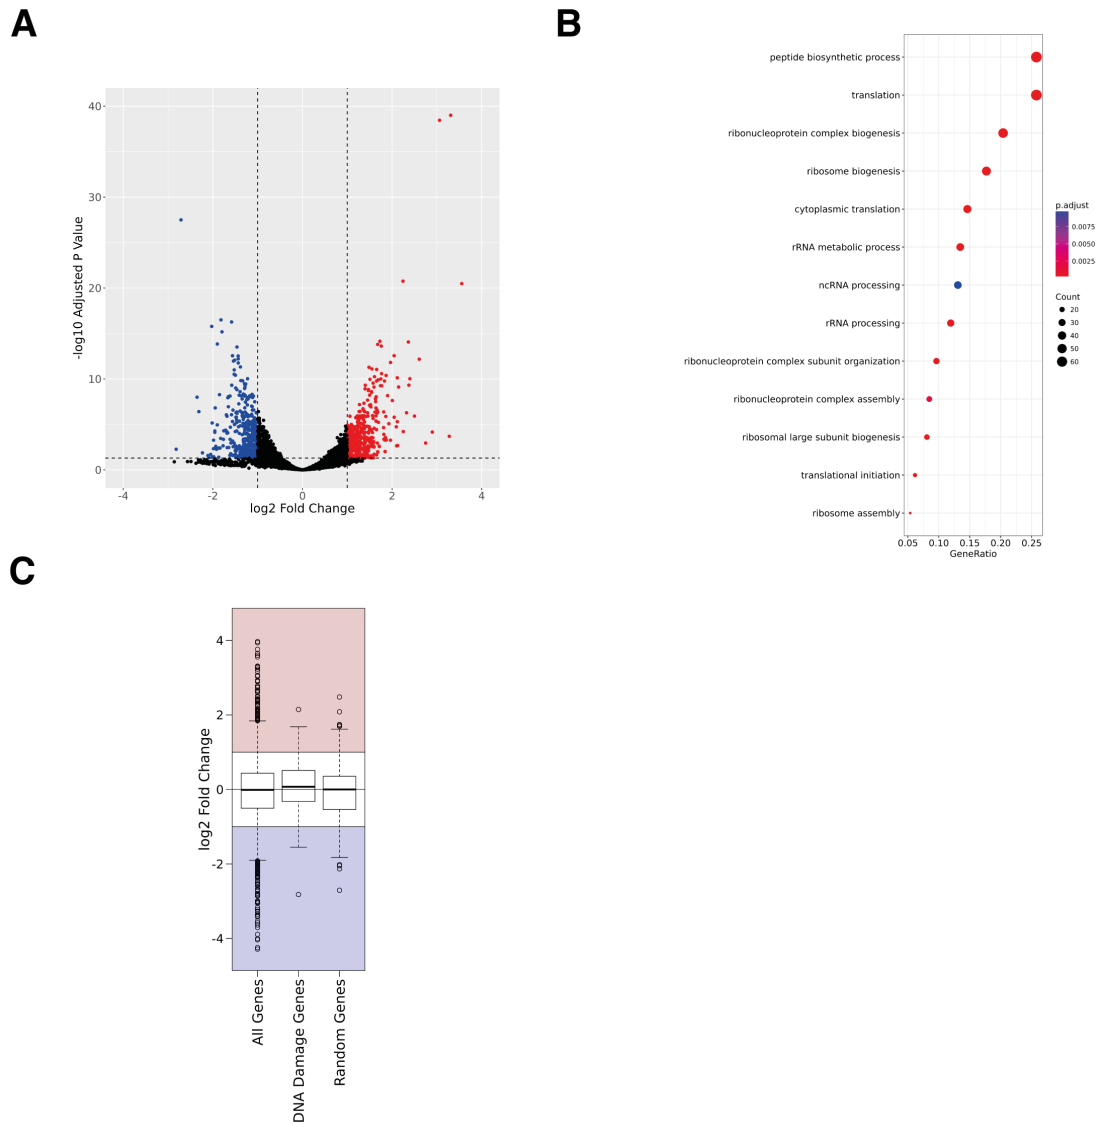 A
B
40
30
20
10
0
-4
-2
0
2
4
-log10 Adjusted P Value
log2 Fold Change
peptide biosynthetic process
translation
ribonucleoprotein complex biogenesis
ribosome biogenesis
cytoplasmic translation
rRNA metabolic process
ncRNA processing
rRNA processing
ribonucleoprotein complex subunit organization
ribonucleoprotein complex assembly
ribosomal large subunit biogenesis
translational initiation
ribosome assembly
0.05 0.10 0.15 0.20 0.25
GeneRatio
p.adjust
0.0075
0.0050
0.0025
Count
20
30
40
50
60
C
4
2
0
-2
-4
log2 Fold Change
All Genes
DNA Damage Genes
Random Genes